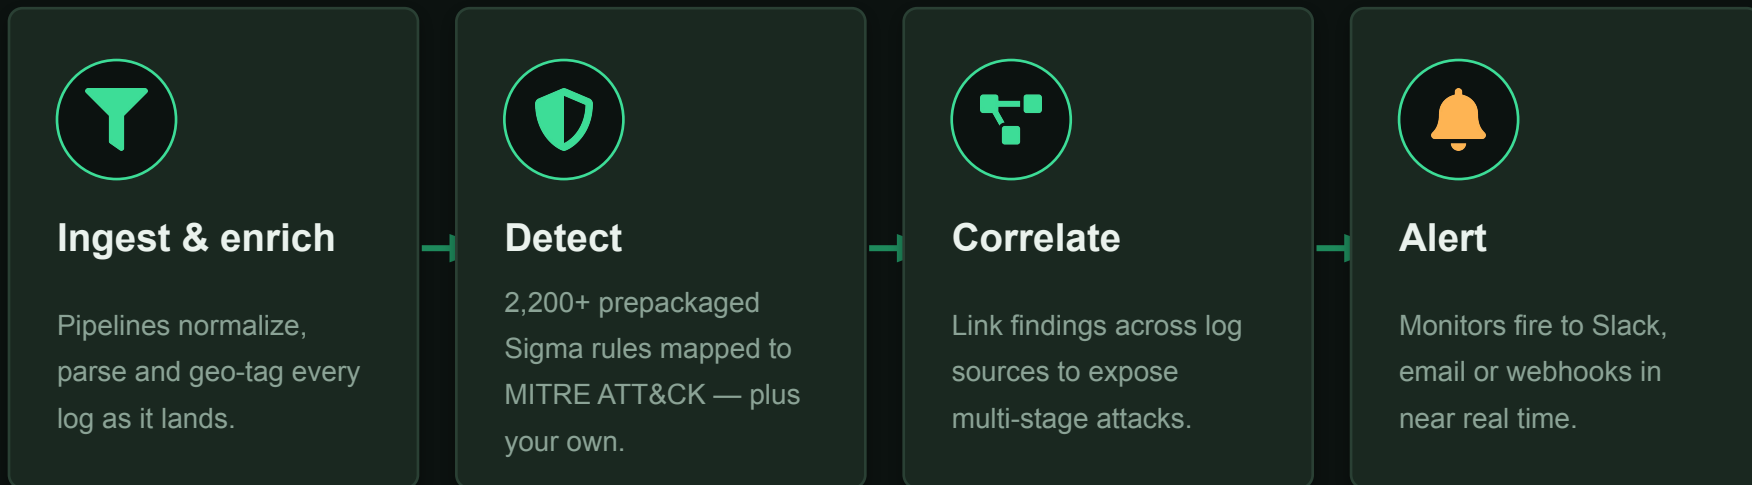 Ingest & enrich
Pipelines normalize,
parse and geo-tag every
log as it lands.
Detect
2,200+ prepackaged
Sigma rules mapped to
MITRE ATT&CK — plus
your own.
Correlate
Link findings across log
sources to expose
multi-stage attacks.
Alert
Monitors fire to Slack,
email or webhooks in
near real time.